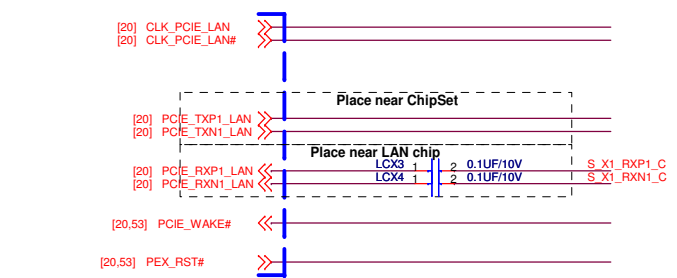 [20] CLK_PCIE_LAN
[20] CLK_PCIE_LAN#
Place near ChipSet
[20] PCIE_TXP1_LAN
[20] PCIE_TXN1_LAN
Place near LAN chip
[20] PCIE_RXP1_LAN LCX3 1 2 0.1UF/10V S_X1_RXP1_C
[20] PCIE_RXN1_LAN LCX4 1 2 0.1UF/10V S_X1_RXN1_C
[20,53] PCIE_WAKE#
[20,53] PEX_RST#